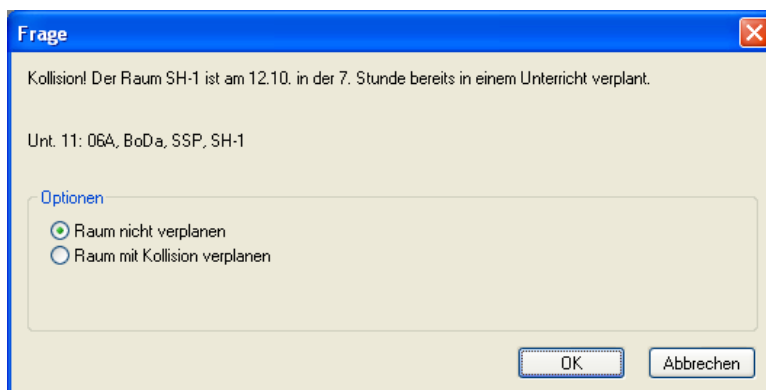 Frage
Kollision! Der Raum SH-1 ist am 12.10. in der 7. Stunde bereits in einem Unterricht verplant.
Unt. 11: 06A, BoDa, SSP, SH-1
Optionen
Raum nicht verplanen
Raum mit Kollision verplanen
OK Abbrechen